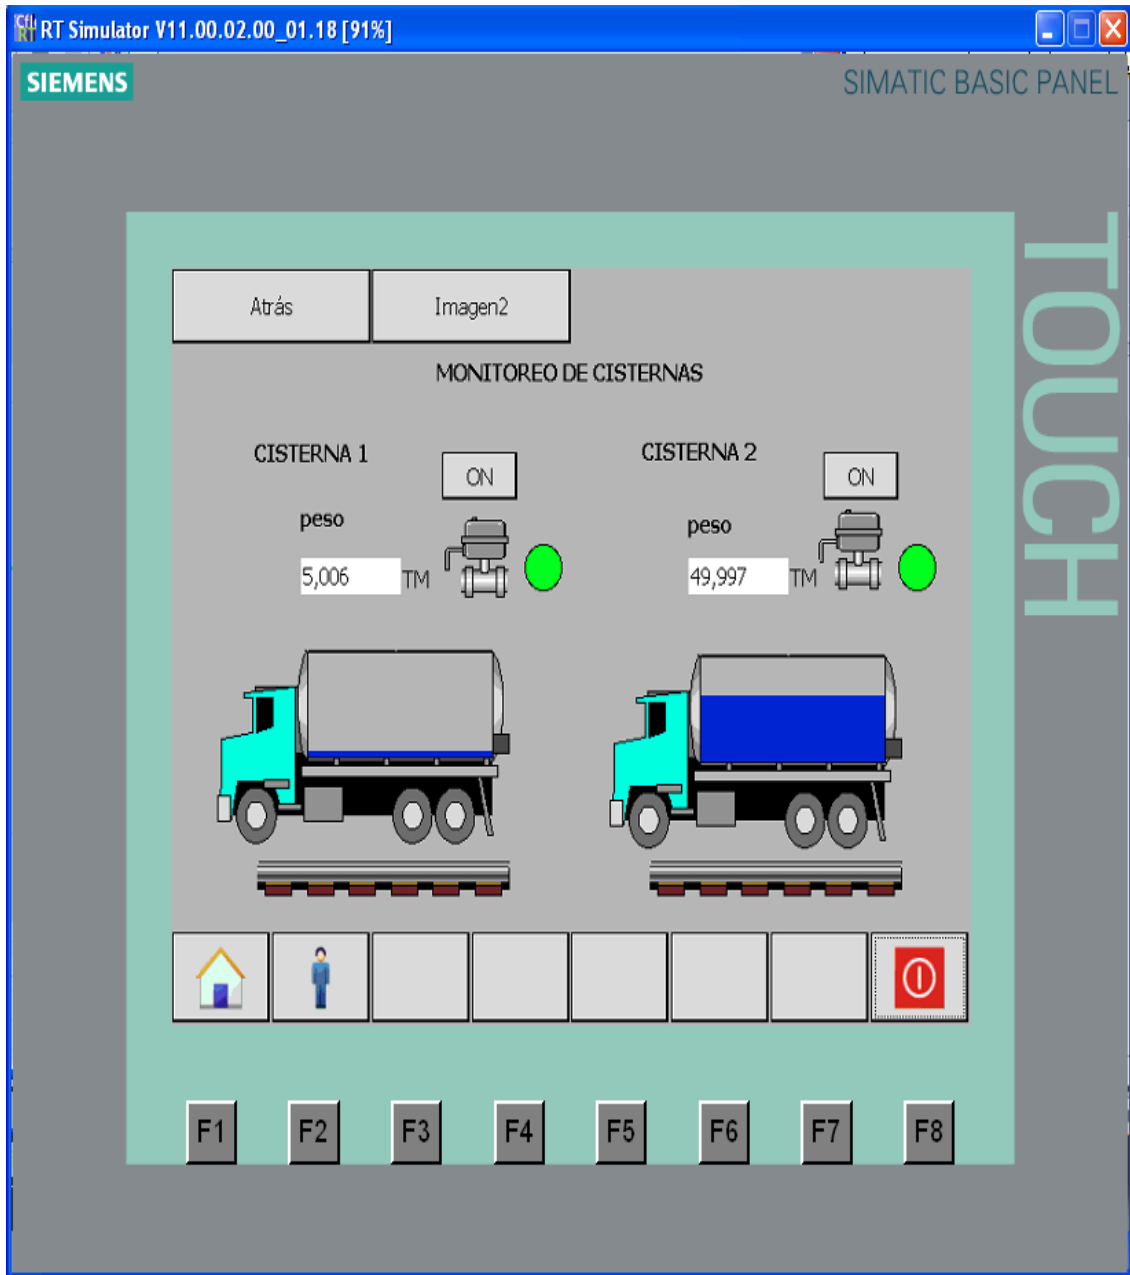 RT Simulator V11.00.02.00_01.18 [91%]
SIEMENS
SIMATIC BASIC PANEL
TOUCH
Atrás
Imagen2
MONITOREO DE CISTERNAS
CISTERNA 1
ON
peso
5,006 TM
CISTERNA 2
ON
peso
49,997 TM
F1 F2 F3 F4 F5 F6 F7 F8